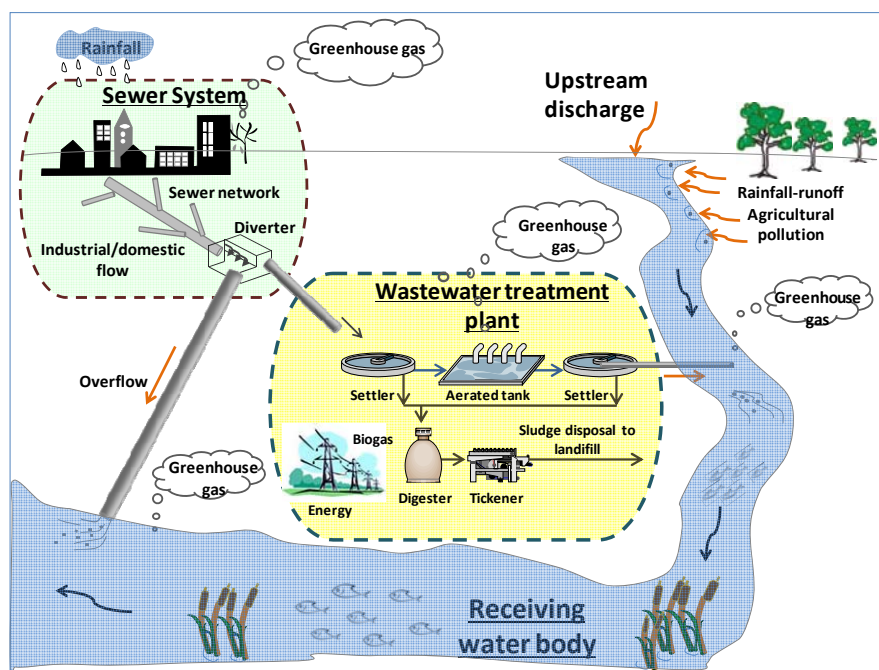 Rainfall
Greenhouse gas
Sewer System
Upstream
discharge
Sewer network
Rainfall-runoff
Agricultural
pollution
Diverter
Industrial/domestic
flow
Greenhouse
gas
Wastewater treatment
plant
Greenhouse
gas
Overflow
Settler
Aerated tank
Settler
Biogas
Sludge disposal to
landfill
Greenhouse
gas
Digester
Tickener
Energy
Receiving
water body